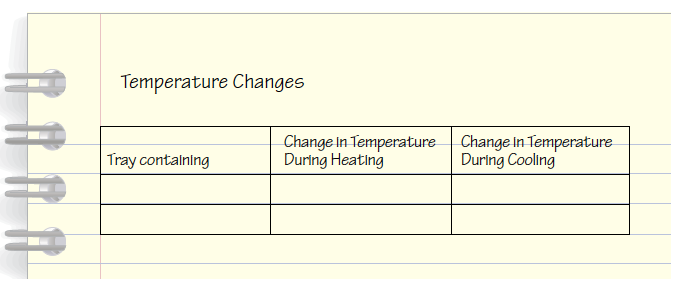 Temperature Changes
Tray containing
Change in Temperature
During Heating
Change in Temperature
During Cooling